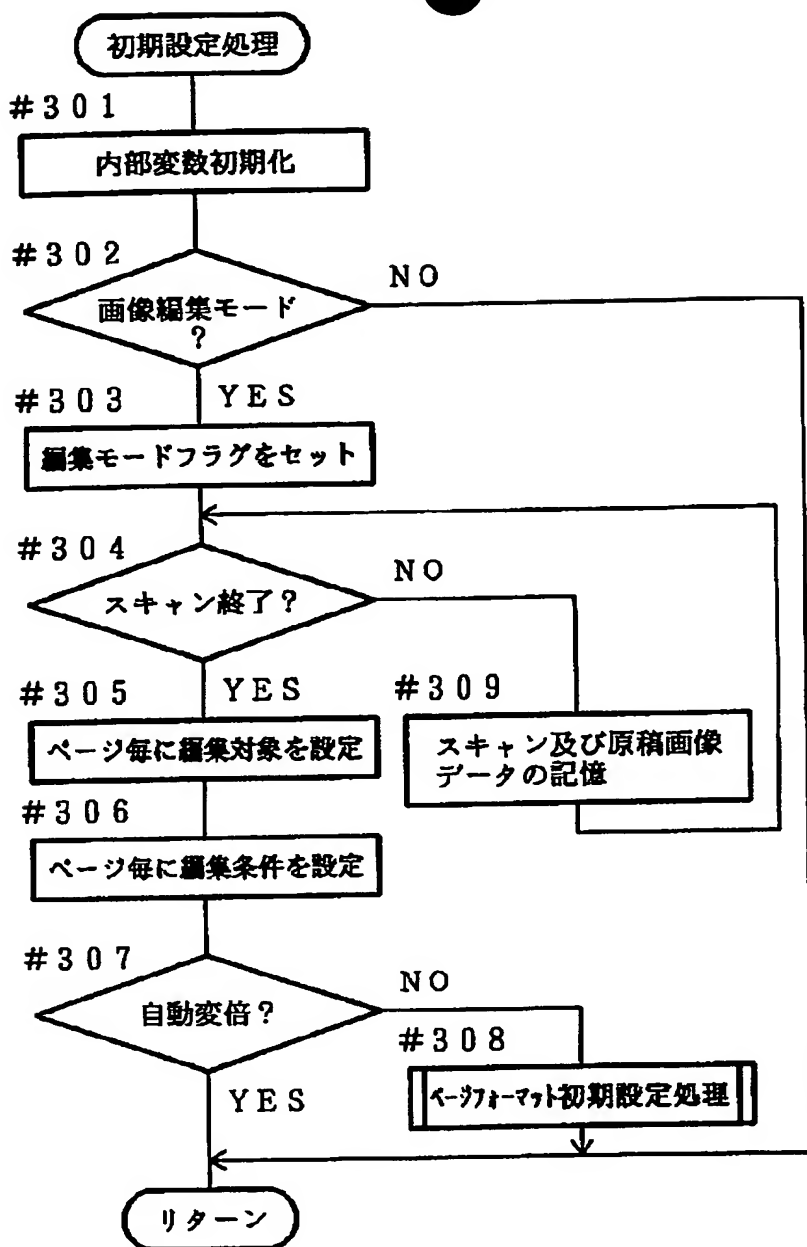 初期設定処理
#301
内部変数初期化
#302
NO
画像編集モード
?
#303
YES
編集モードフラグをセット
#304
NO
スキャン終了?
#305
YES
#309
ページ毎に編集対象を設定
スキャン及び原稿画像
データの記憶
#306
ページ毎に編集条件を設定
#307
NO
自動変倍?
#308
YES
ページフォーマット初期設定処理
リターン